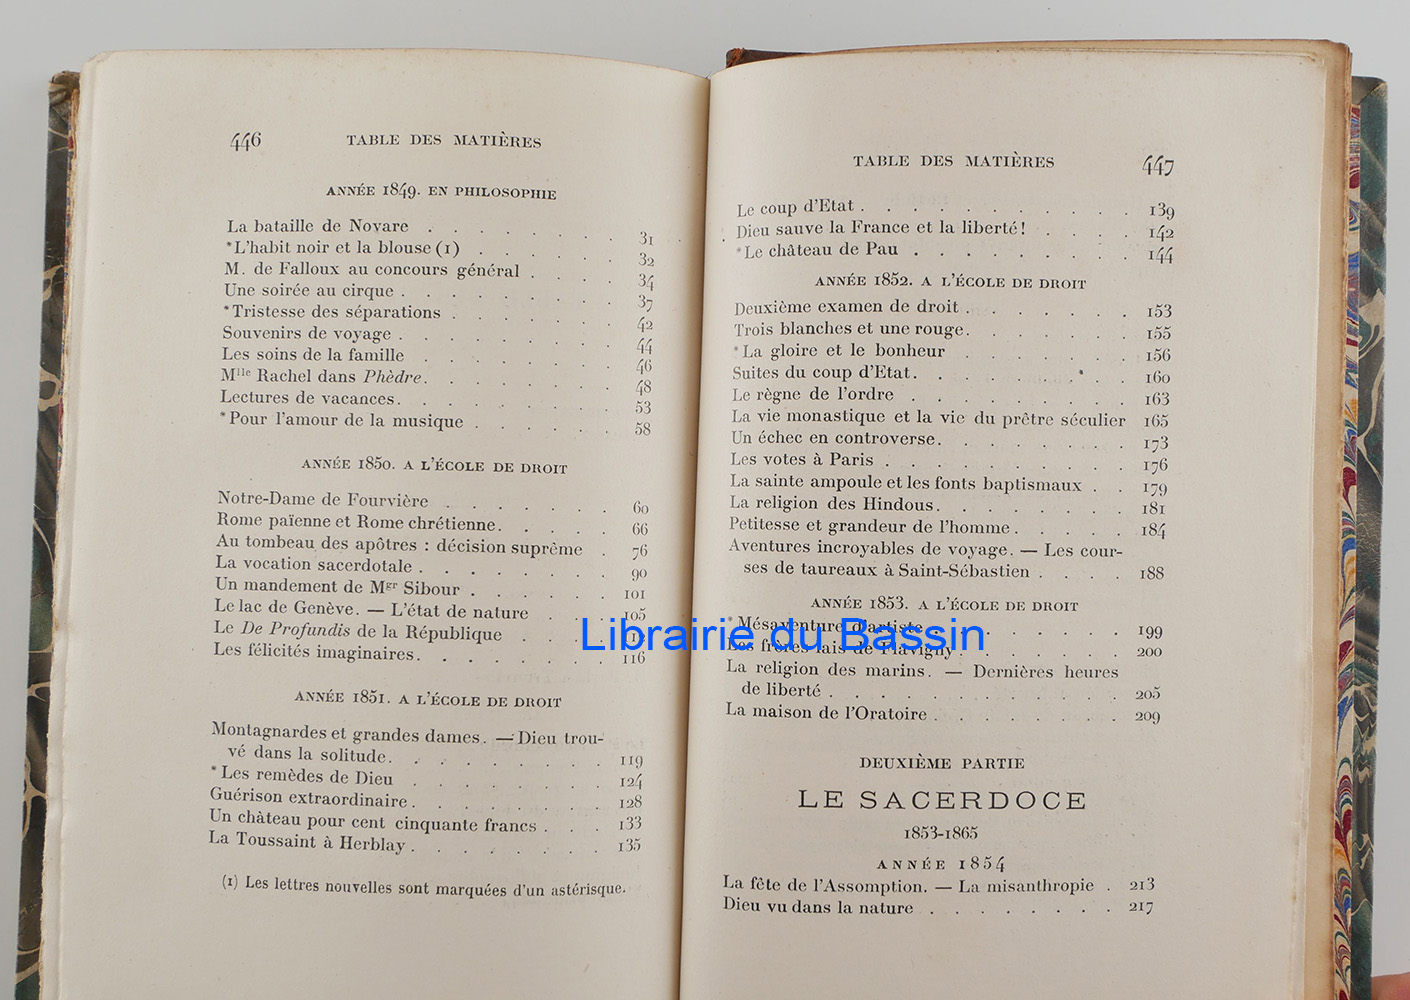 446 TABLE DES MATIÈRES
ANNÉE 1849. EN PHILOSOPHIE
La bataille de Novare . . . . . . . 31
*L'habit noir et la blouse (1) . . . . . . 32
M. de Falloux au concours général . . . . 34
Une soirée au cirque . . . . . . . . 37
*Tristesse des séparations . . . . . . 42
Souvenirs de voyage . . . . . . . . 44
Les soins de la famille . . . . . . . 46
Mlle Rachel dans Phèdre. . . . . . . 48
Lectures de vacances. . . . . . . . 53
*Pour l'amour de la musique . . . . . . 58
ANNÉE 1850. A L'ÉCOLE DE DROIT
Notre-Dame de Fourvière . . . . . . . 60
Rome païenne et Rome chrétienne. . . . . 66
Au tombeau des apôtres : décision suprême . 76
La vocation sacerdotale . . . . . . . 90
Un mandement de Mgr Sibour . . . . . . 101
Le lac de Genève. — L'état de nature . . . 105
Le De Profundis de la République . . .
Les félicités imaginaires. . . . . . . 116
ANNÉE 1851. A L'ÉCOLE DE DROIT
Montagnardes et grandes dames. — Dieu trou-
vé dans la solitude. . . . . . . . 119
*Les remèdes de Dieu . . . . . . . 124
Guérison extraordinaire . . . . . . . 128
Un château pour cent cinquante francs . . . 133
La Toussaint à Herblay . . . . . . . 135
(1) Les lettres nouvelles sont marquées d'un astérisque.
TABLE DES MATIÈRES 447
Le coup d'Etat . . . . . . . . . . 139
Dieu sauve la France et la liberté ! . . . . 142
*Le château de Pau . . . . . . . . 144
ANNÉE 1852. A L'ÉCOLE DE DROIT
Deuxième examen de droit . . . . . . 153
Trois blanches et une rouge. . . . . . 155
*La gloire et le bonheur . . . . . . 156
Suites du coup d'Etat. . . . . . . . 160
Le règne de l'ordre . . . . . . . . 163
La vie monastique et la vie du prêtre séculier 165
Un échec en controverse. . . . . . . 173
Les votes à Paris . . . . . . . . . 176
La sainte ampoule et les fonts baptismaux . . 179
La religion des Hindous. . . . . . . 181
Petitesse et grandeur de l'homme . . . . . 184
Aventures incroyables de voyage. — Les cour-
ses de taureaux à Saint-Sébastien . . . . 188
ANNÉE 1853. A L'ÉCOLE DE DROIT
*Mésaventure d'artiste . . . . . . . 199
Les frères lais de Flavigny. . . . . . . 200
La religion des marins. — Dernières heures
de liberté . . . . . . . . . . . 205
La maison de l'Oratoire . . . . . . . 209
DEUXIÈME PARTIE
LE SACERDOCE
1853-1865
ANNÉE 1854
La fête de l'Assomption. — La misanthropie . 213
Dieu vu dans la nature . . . . . . . 217
Librairie du Bassin